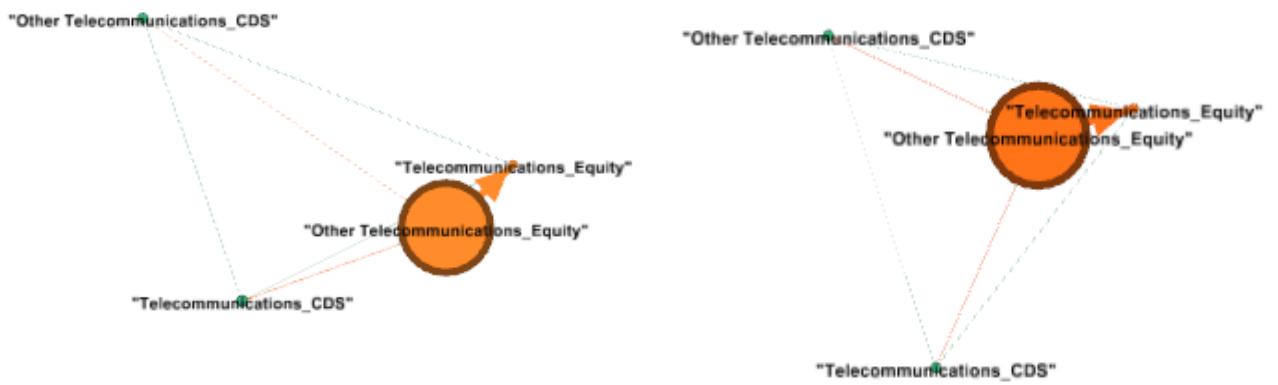 "Other Telecommunications_CDS"
"Telecommunications_Equity"
"Other Telecommunications_Equity"
"Telecommunications_CDS"
"Other Telecommunications_CDS"
"Telecommunications_Equity"
"Other Telecommunications_Equity"
"Telecommunications_CDS"